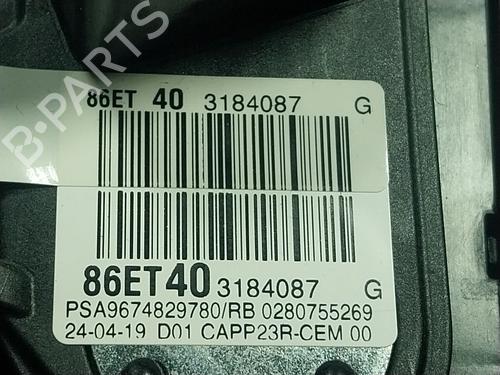 86ET 40 3184087 G
B-PARTS
86ET40 3184087 G
PSA9674829780/RB 0280755269
24-04-19 D01 CAPP23R-CEM 00